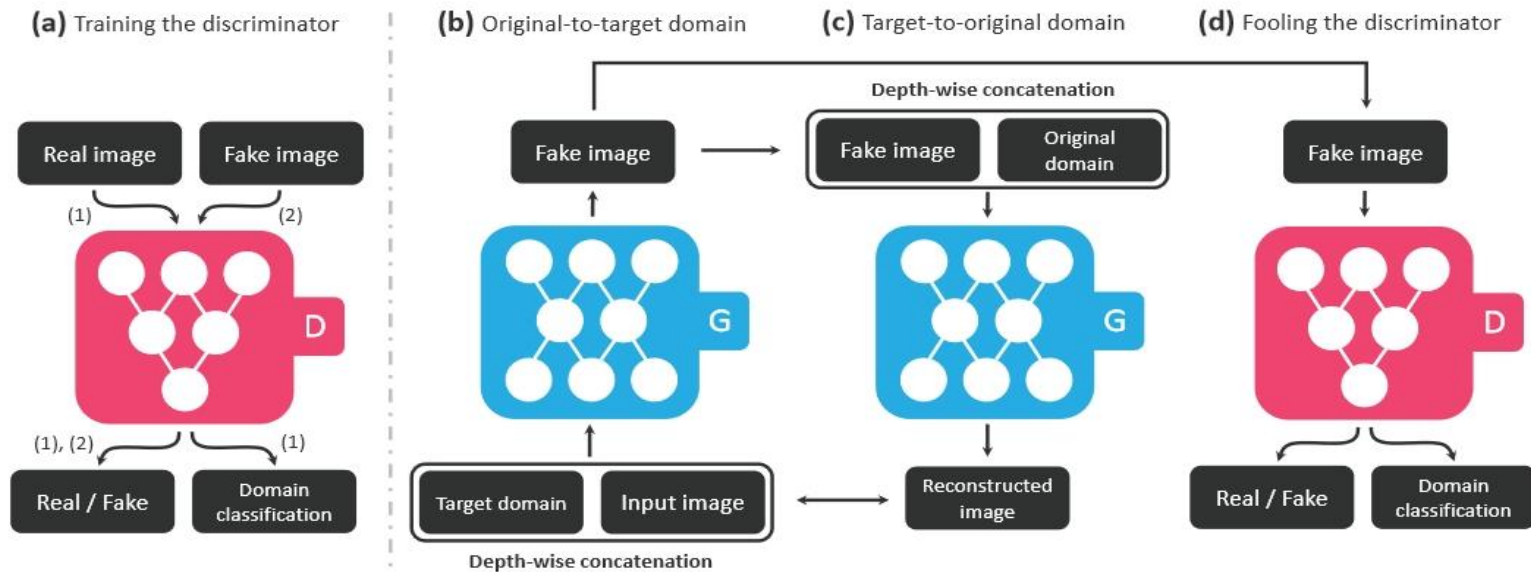 (a) Training the discriminator
Real image
Fake image
(1)
(2)
D
(1), (2)
(1)
Real / Fake
Domain
classification
(b) Original-to-target domain
Fake image
G
Target domain
Input image
Depth-wise concatenation
(c) Target-to-original domain
Depth-wise concatenation
Fake image
Original
domain
G
Reconstructed
image
(d) Fooling the discriminator
Fake image
D
Real / Fake
Domain
classification